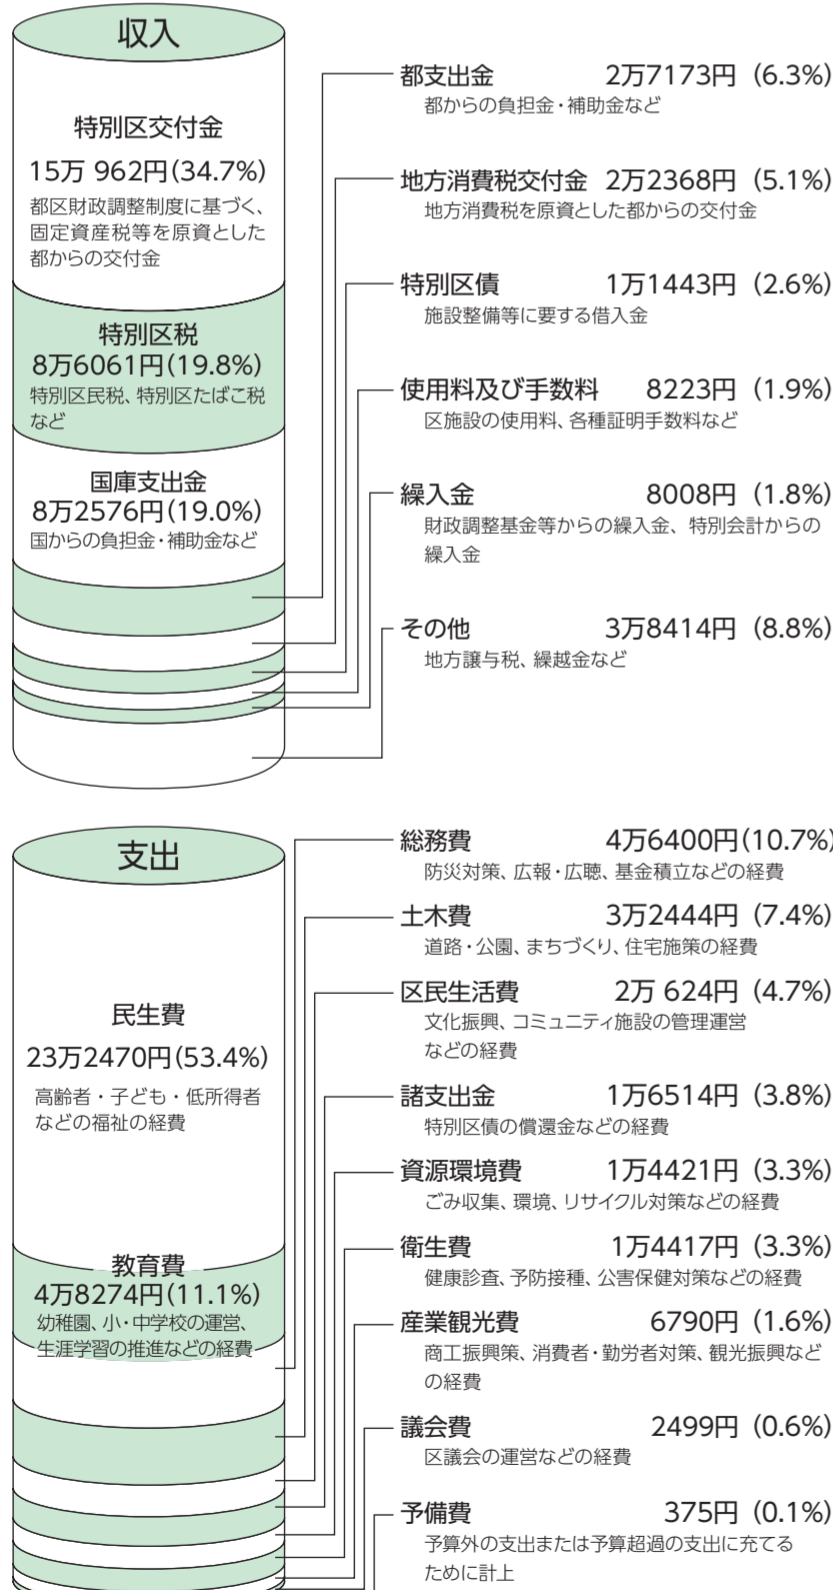 収入
特別区交付金
15万 962円(34.7%)
都区財政調整制度に基づく、
固定資産税等を原資とした
都からの交付金
特別区税
8万6061円(19.8%)
特別区民税、特別区たばこ税
など
国庫支出金
8万2576円(19.0%)
国からの負担金・補助金など
都支出金 2万7173円 (6.3%)
都からの負担金・補助金など
地方消費税交付金 2万2368円 (5.1%)
地方消費税を原資とした都からの交付金
特別区債 1万1443円 (2.6%)
施設整備等に要する借入金
使用料及び手数料 8223円 (1.9%)
区施設の使用料、各種証明手数料など
繰入金 8008円 (1.8%)
財政調整基金等からの繰入金、特別会計からの
繰入金
その他 3万8414円 (8.8%)
地方譲与税、繰越金など
支出
民生費
23万2470円(53.4%)
高齢者・子ども・低所得者
などの福祉の経費
教育費
4万8274円(11.1%)
幼稚園、小・中学校の運営、
生涯学習の推進などの経費
総務費 4万6400円(10.7%)
防災対策、広報・広聴、基金積立などの経費
土木費 3万2444円 (7.4%)
道路・公園、まちづくり、住宅施策の経費
区民生活費 2万 624円 (4.7%)
文化振興、コミュニティ施設の管理運営
などの経費
諸支出金 1万6514円 (3.8%)
特別区債の償還金などの経費
資源環境費 1万4421円 (3.3%)
ごみ収集、環境、リサイクル対策などの経費
衛生費 1万4417円 (3.3%)
健康診査、予防接種、公害保健対策などの経費
産業観光費 6790円 (1.6%)
商工振興策、消費者・勤労者対策、観光振興など
の経費
議会費 2499円 (0.6%)
区議会の運営などの経費
予備費 375円 (0.1%)
予算外の支出または予算超過の支出に充てる
ために計上